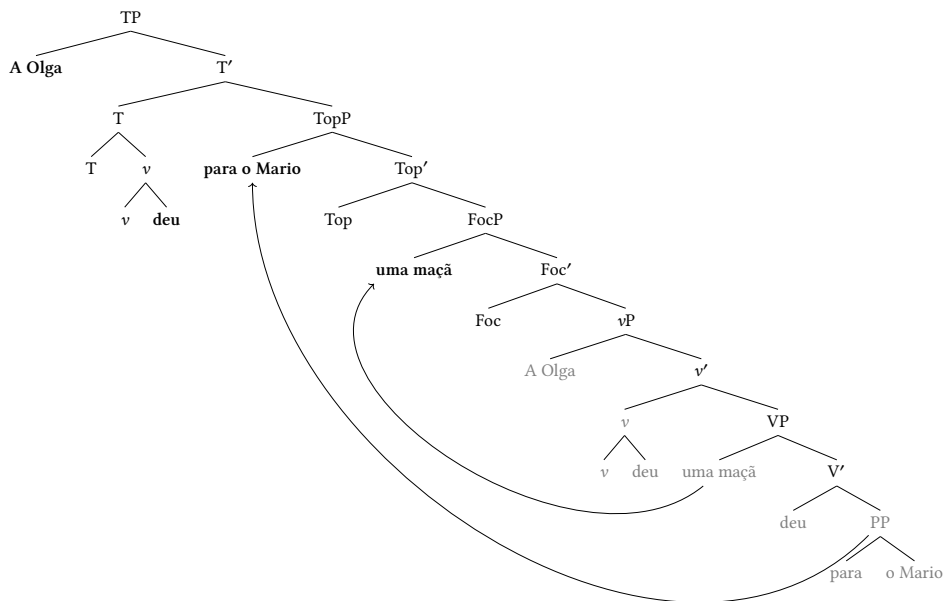 TP
A Olga T′
T TopP
T v para o Mario Top′
v deu Top FocP
uma maçã Foc′
Foc vP
A Olga v′
v VP
v deu uma maçã V′
deu PP
para o Mario